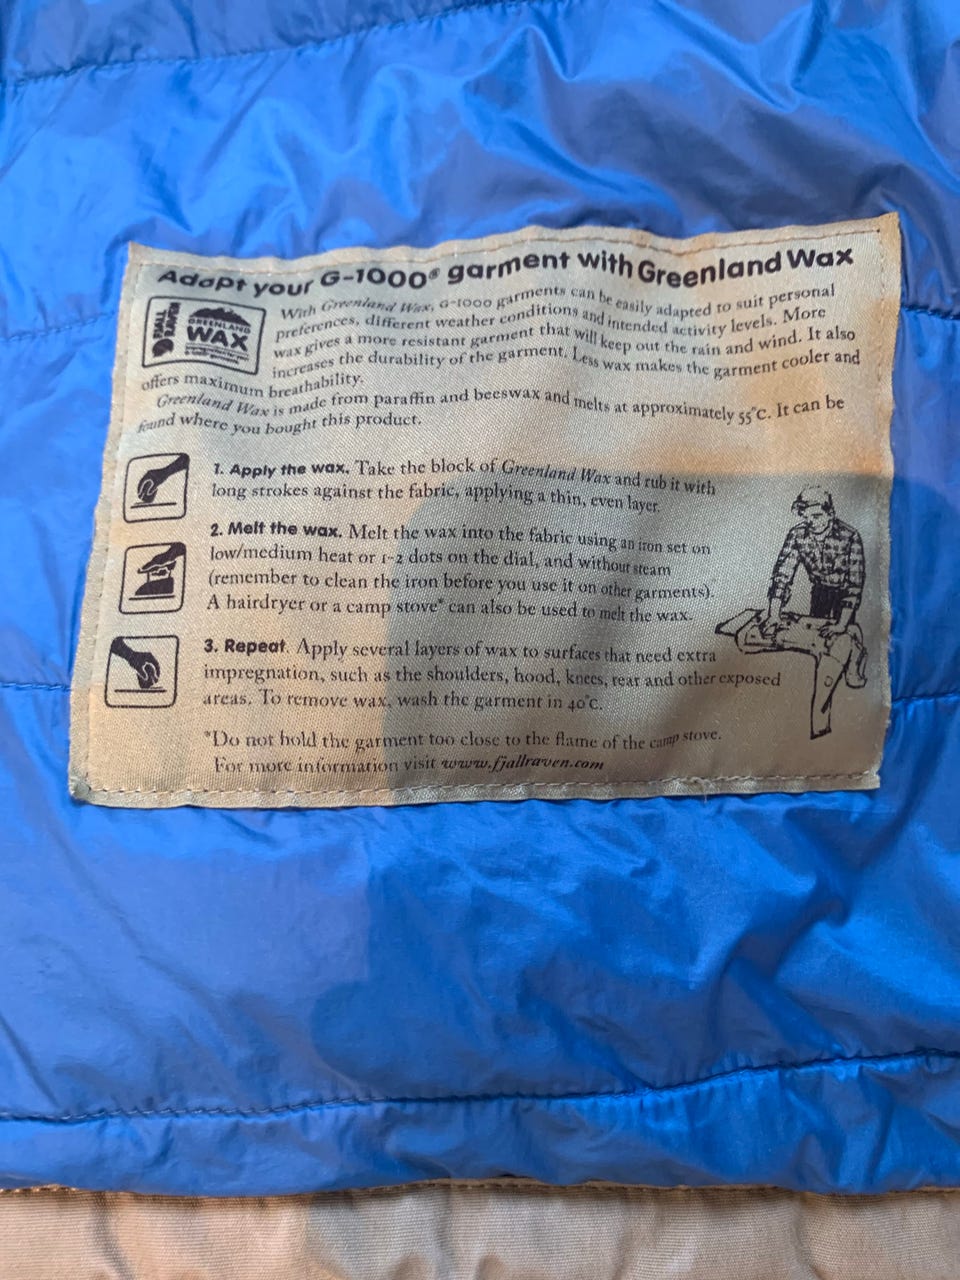 Adapt your G-1000® garment with Greenland Wax
FJÄLL
RÄVEN
GREENLAND
WAX
With Greenland Wax, G-1000 garments can be easily adapted to suit personal
preferences, different weather conditions and intended activity levels. More
wax gives a more resistant garment that will keep out the rain and wind. It also
increases the durability of the garment. Less wax makes the garment cooler and
offers maximum breathability.
Greenland Wax is made from paraffin and beeswax and melts at approximately 55°C. It can be
found where you bought this product.
1. Apply the wax. Take the block of Greenland Wax and rub it with
long strokes against the fabric, applying a thin, even layer.
2. Melt the wax. Melt the wax into the fabric using an iron set on
low/medium heat or 1-2 dots on the dial, and without steam
(remember to clean the iron before you use it on other garments).
A hairdryer or a camp stove* can also be used to melt the wax.
3. Repeat. Apply several layers of wax to surfaces that need extra
impregnation, such as the shoulders, hood, knees, rear and other exposed
areas. To remove wax, wash the garment in 40°C.
*Do not hold the garment too close to the flame of the camp stove.
For more information visit www.fjallraven.com